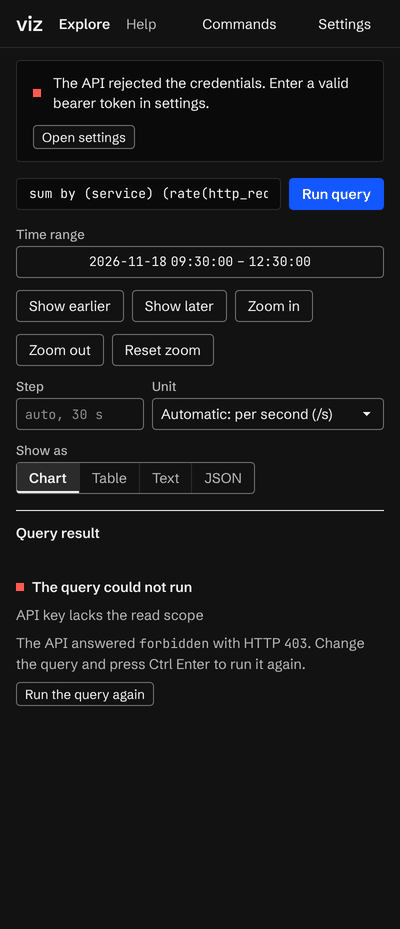 viz Explore Help Commands Settings
The API rejected the credentials. Enter a valid
bearer token in settings.
Open settings
sum by (service) (rate(http_rec
Run query
Time range
2026-11-18 09:30:00 – 12:30:00
Show earlier Show later Zoom in
Zoom out Reset zoom
Step Unit
auto, 30 s Automatic: per second (/s)
Show as
Chart Table Text JSON
Query result
The query could not run
API key lacks the read scope
The API answered forbidden with HTTP 403. Change
the query and press Ctrl Enter to run it again.
Run the query again